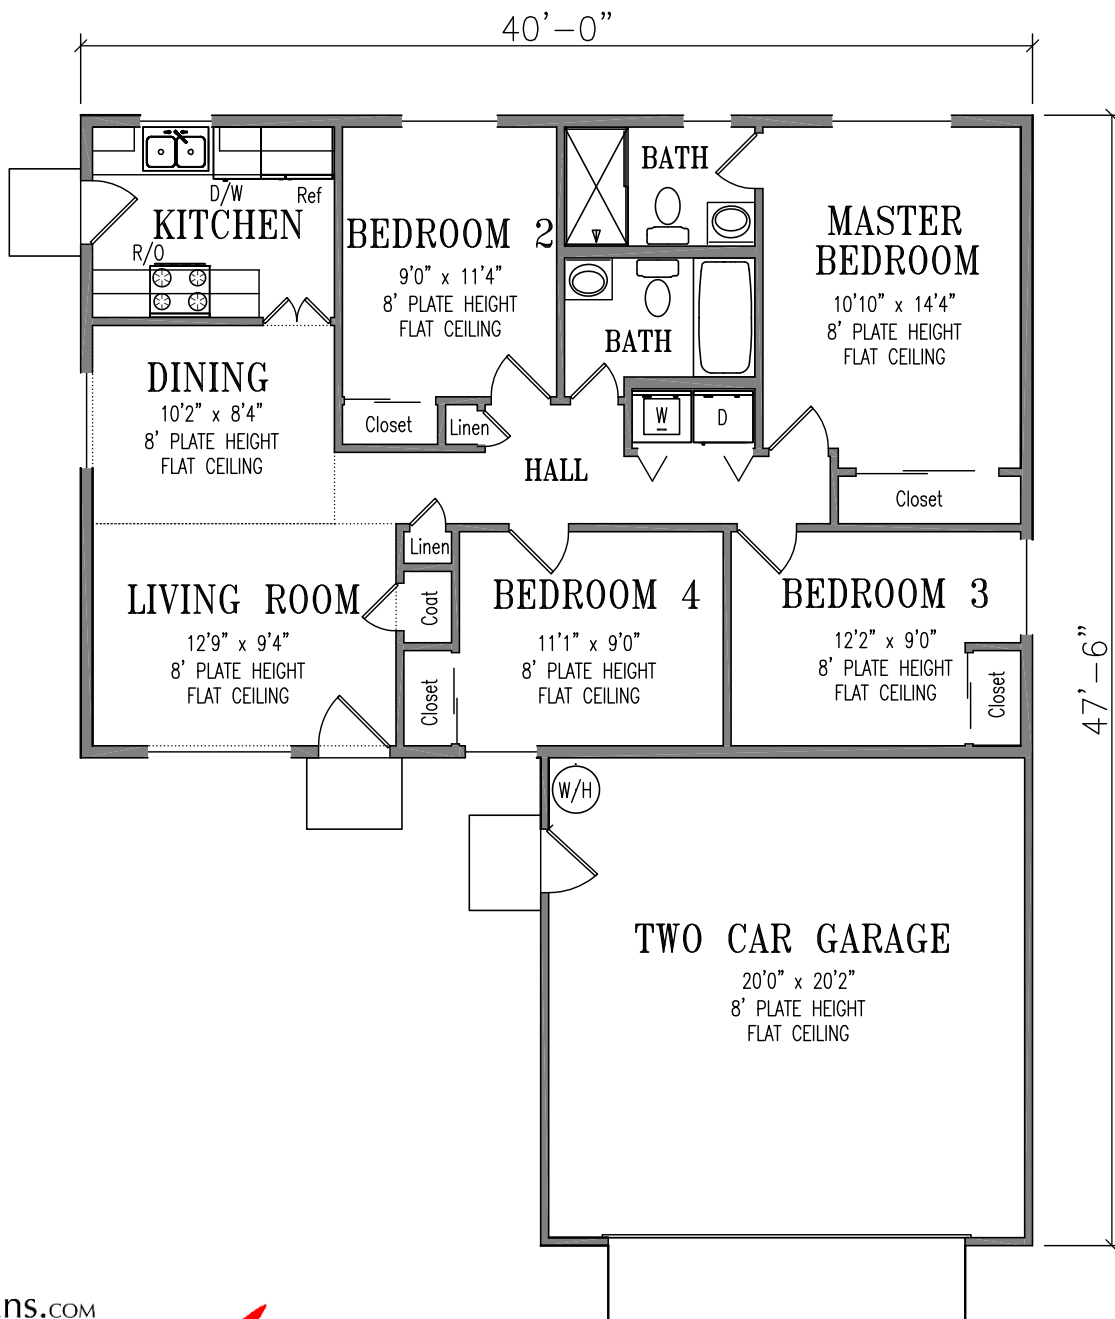 40'-0"
BATH
D/W
Ref
KITCHEN
R/O
BEDROOM 2
9'0" x 11'4"
8' PLATE HEIGHT
FLAT CEILING
MASTER
BEDROOM
10'10" x 14'4"
8' PLATE HEIGHT
FLAT CEILING
BATH
DINING
10'2" x 8'4"
8' PLATE HEIGHT
FLAT CEILING
Closet
Linen
W
D
HALL
Closet
Linen
LIVING ROOM
12'9" x 9'4"
8' PLATE HEIGHT
FLAT CEILING
Coat
Closet
BEDROOM 4
11'1" x 9'0"
8' PLATE HEIGHT
FLAT CEILING
BEDROOM 3
12'2" x 9'0"
8' PLATE HEIGHT
FLAT CEILING
Closet
47'-6"
W/H
TWO CAR GARAGE
20'0" x 20'2"
8' PLATE HEIGHT
FLAT CEILING
ns.COM